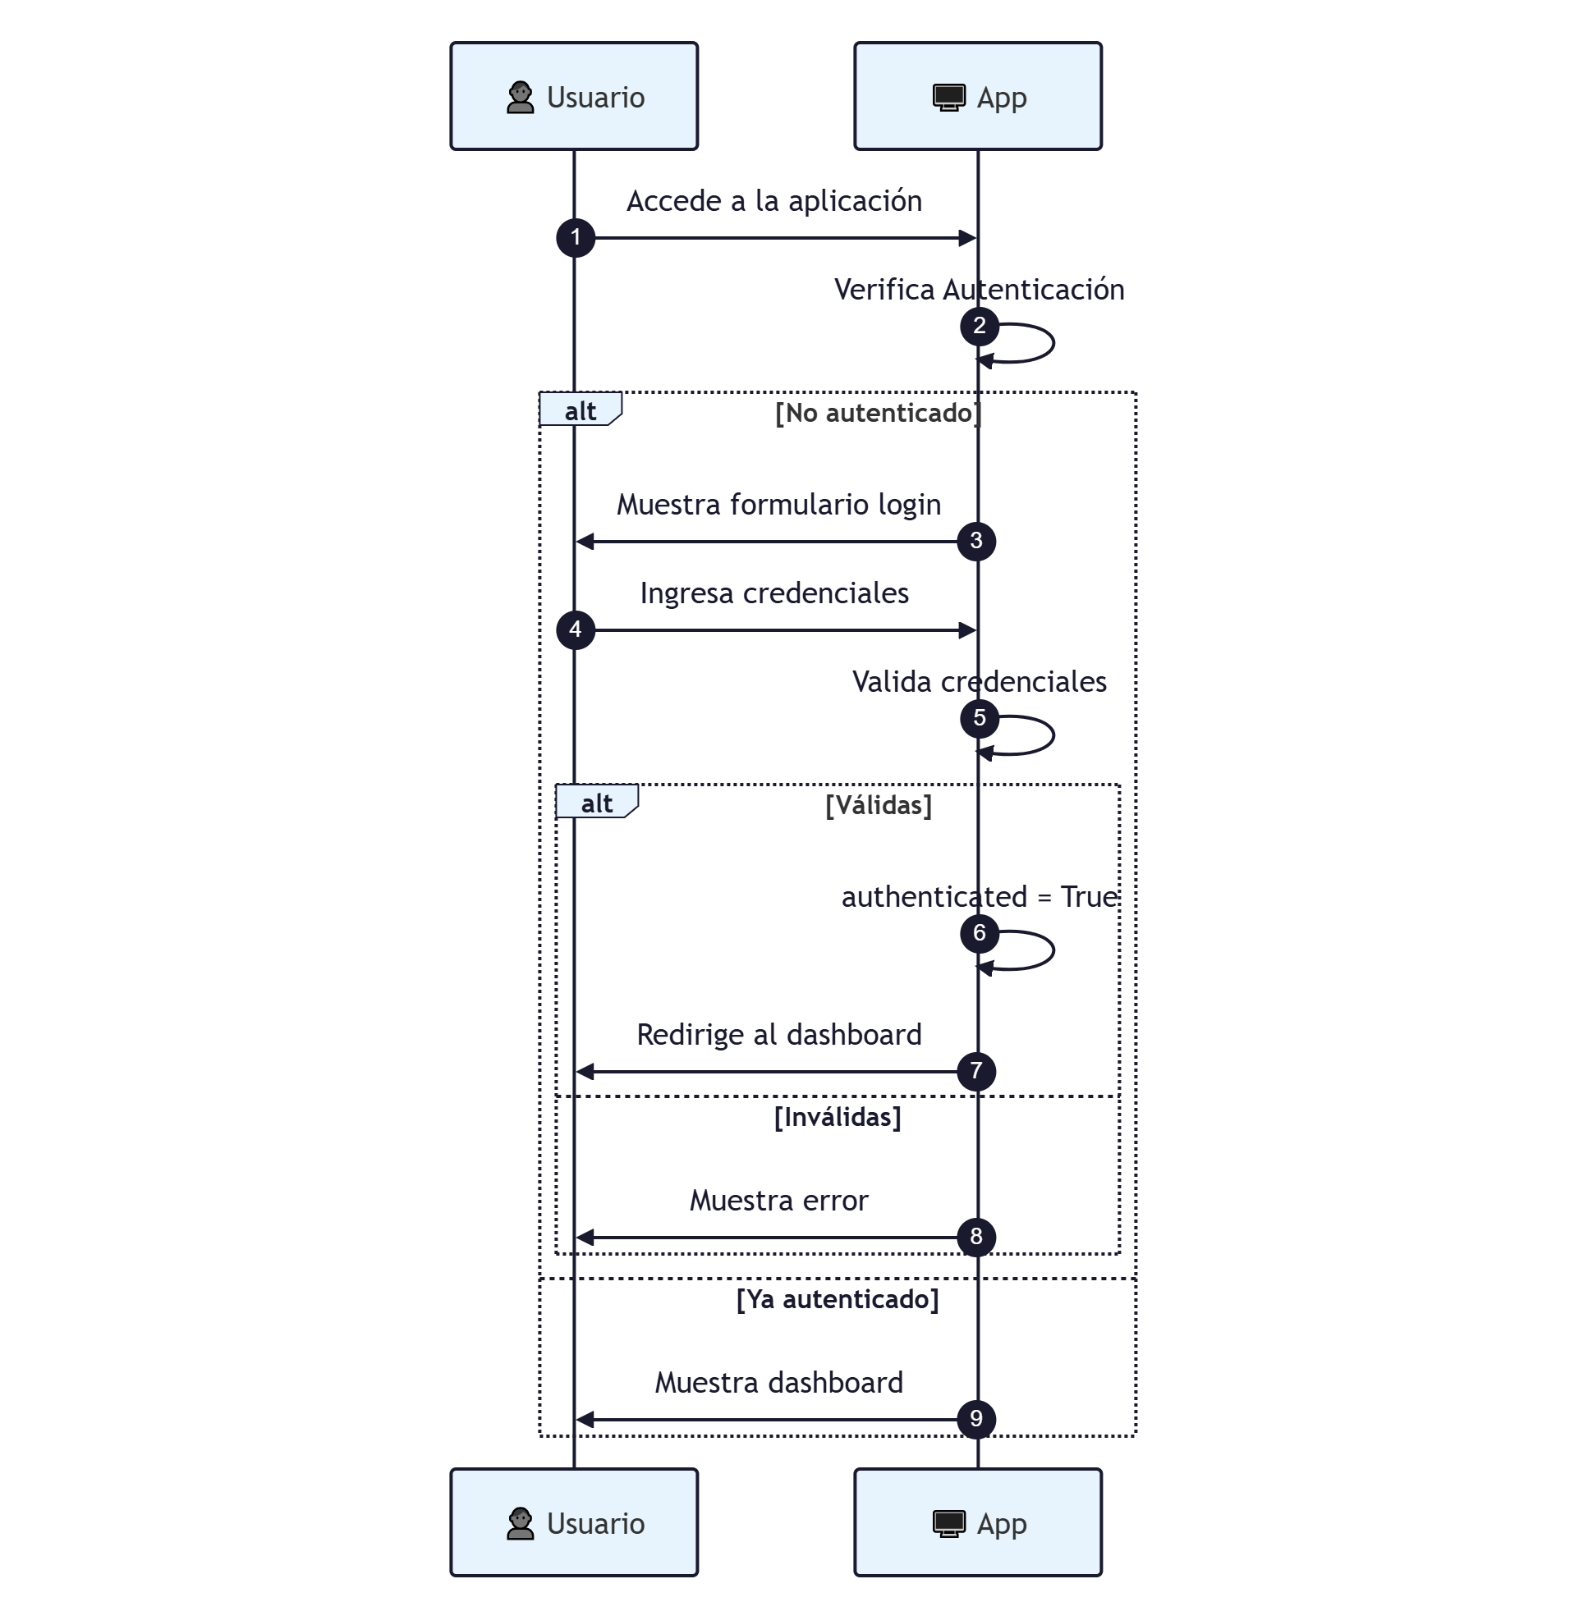 Usuario
App
Accede a la aplicación
1
Verifica Autenticación
2
alt
[No autenticado]
Muestra formulario login
3
Ingresa credenciales
4
Valida credenciales
5
alt
[Válidas]
authenticated = True
6
Redirige al dashboard
7
[Inválidas]
Muestra error
8
[Ya autenticado]
Muestra dashboard
9
Usuario
App